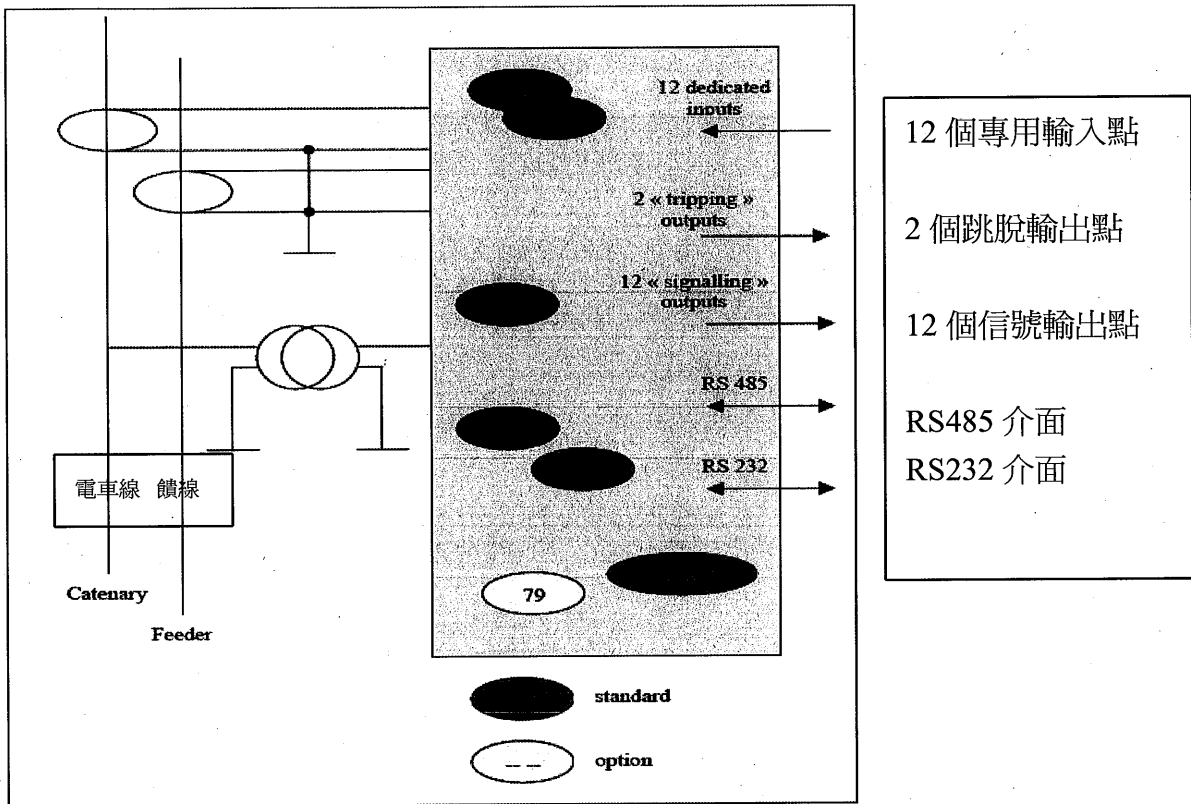 12 dedicated
inouts
2 « tripping »
outputs
12 « signalling »
outputs
RS 485
RS 232
電車線 饋線
Catenary
Feeder
79
standard
-- --
option
12 個專用輸入點
2 個跳脫輸出點
12 個信號輸出點
RS485 介面
RS232 介面